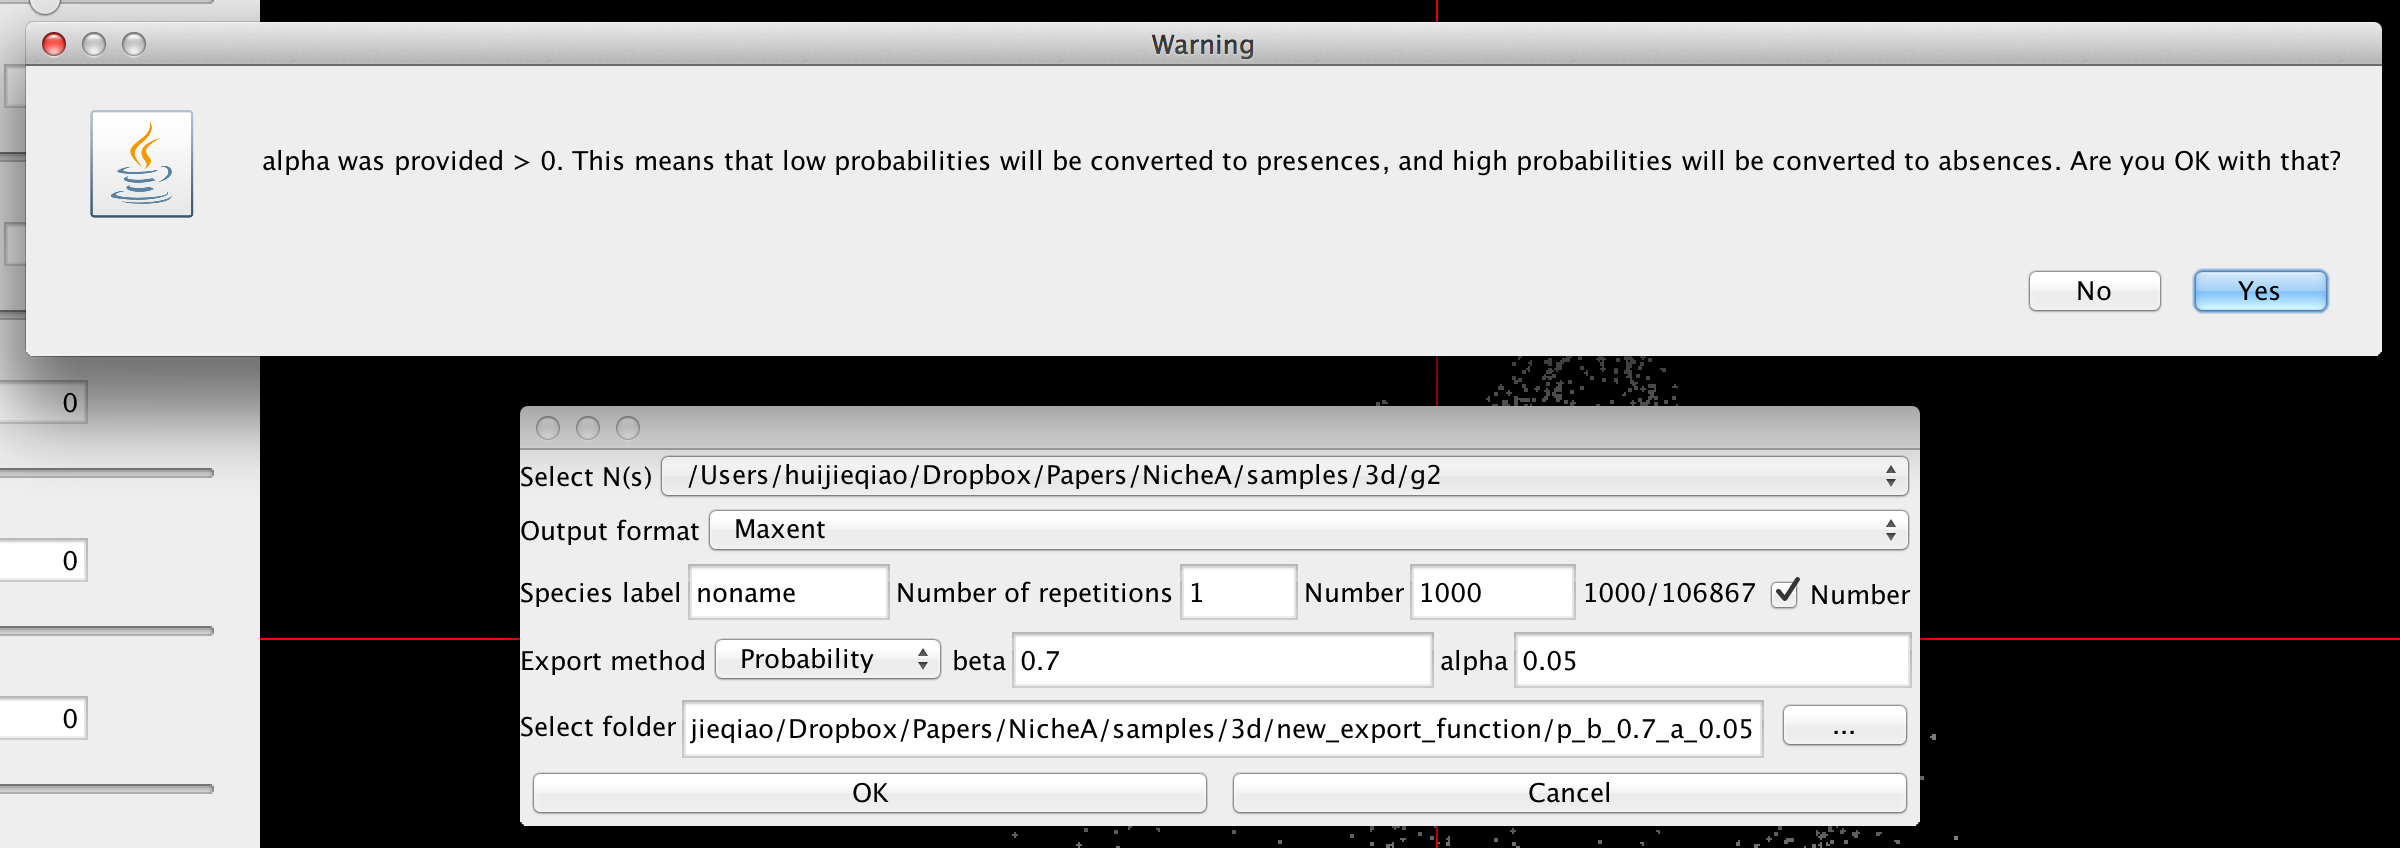 Warning
alpha was provided > 0. This means that low probabilities will be converted to presences, and high probabilities will be converted to absences. Are you OK with that?
No Yes
0
Select N(s) /Users/huijieqiao/Dropbox/Papers/NicheA/samples/3d/g2
Output format Maxent
0
Species label noname Number of repetitions 1 Number 1000 1000/106867 Number
Export method Probability beta 0.7 alpha 0.05
0
Select folder jieqiao/Dropbox/Papers/NicheA/samples/3d/new_export_function/p_b_0.7_a_0.05 ...
OK Cancel